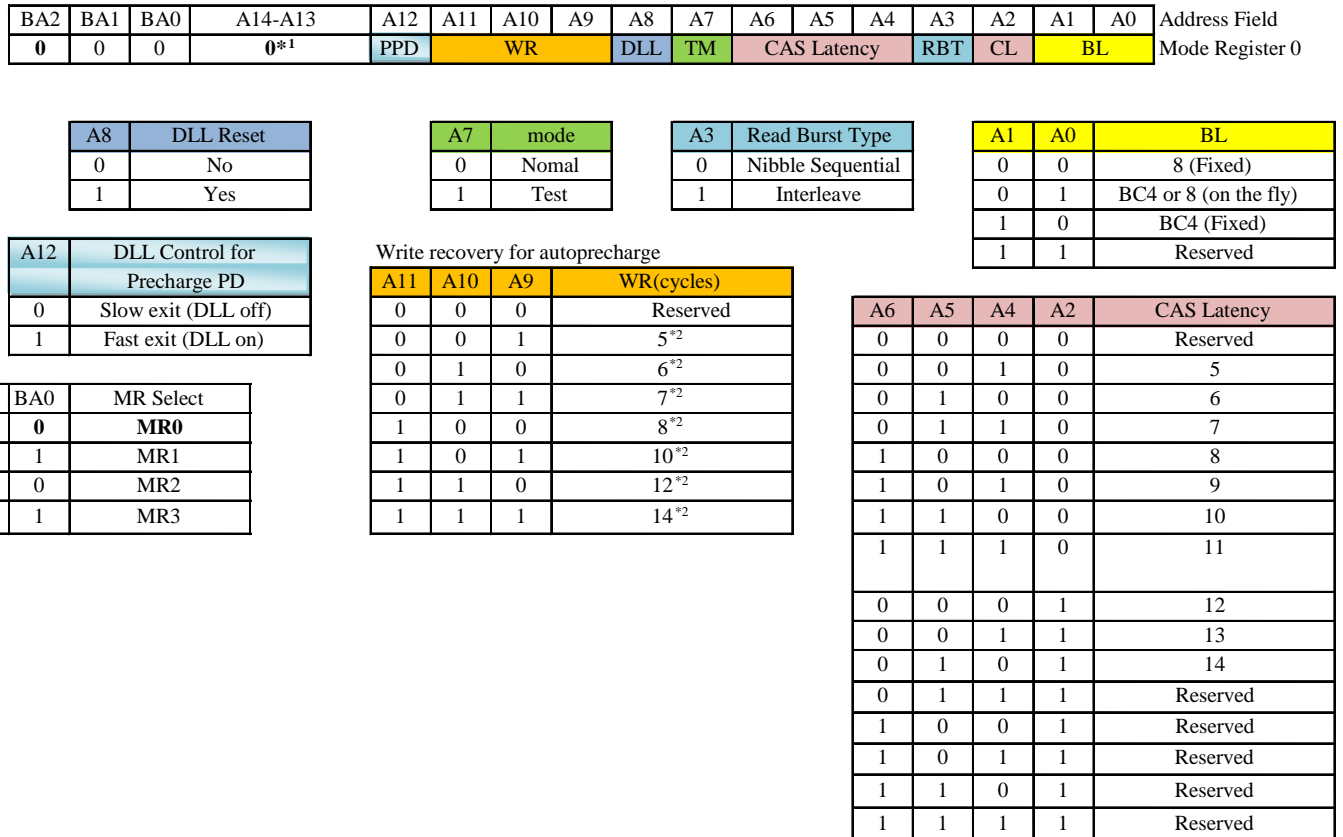 BA2 BA1 BA0 A14-A13 A12 A11 A10 A9 A8 A7 A6 A5 A4 A3 A2 A1 A0 Address Field
0 0 0 0*1 PPD WR DLL TM CAS Latency RBT CL BL Mode Register 0
A8 DLL Reset
0 No
1 Yes
A7 mode
0 Nomal
1 Test
A3 Read Burst Type
0 Nibble Sequential
1 Interleave
A1 A0 BL
0 0 8 (Fixed)
0 1 BC4 or 8 (on the fly)
1 0 BC4 (Fixed)
1 1 Reserved
A12 DLL Control for
Precharge PD
0 Slow exit (DLL off)
1 Fast exit (DLL on)
Write recovery for autoprecharge
A11 A10 A9 WR(cycles)
0 0 0 Reserved
0 0 1 5*2
0 1 0 6*2
0 1 1 7*2
1 0 0 8*2
1 0 1 10*2
1 1 0 12*2
1 1 1 14*2
BA0 MR Select
0 MR0
1 MR1
0 MR2
1 MR3
A6 A5 A4 A2 CAS Latency
0 0 0 0 Reserved
0 0 1 0 5
0 1 0 0 6
0 1 1 0 7
1 0 0 0 8
1 0 1 0 9
1 1 0 0 10
1 1 1 0 11
0 0 0 1 12
0 0 1 1 13
0 1 0 1 14
0 1 1 1 Reserved
1 0 0 1 Reserved
1 0 1 1 Reserved
1 1 0 1 Reserved
1 1 1 1 Reserved